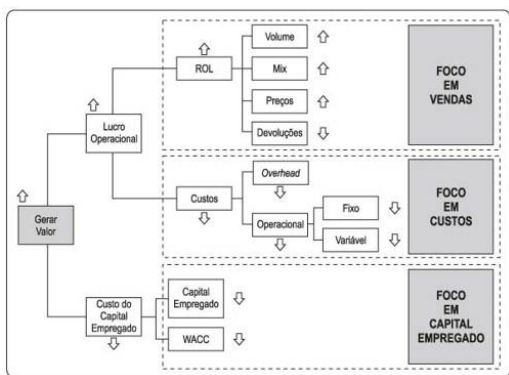 Volume
ROL
Mix
Preços
Devoluções
FOCO
EM
VENDAS
Lucro
Operacional
Overhead
Custos
Operacional
Fixo
Variável
FOCO
EM
CUSTOS
Gerar
Valor
Custo do
Capital
Empregado
Capital
Empregado
WACC
FOCO
EM
CAPITAL
EMPREGADO